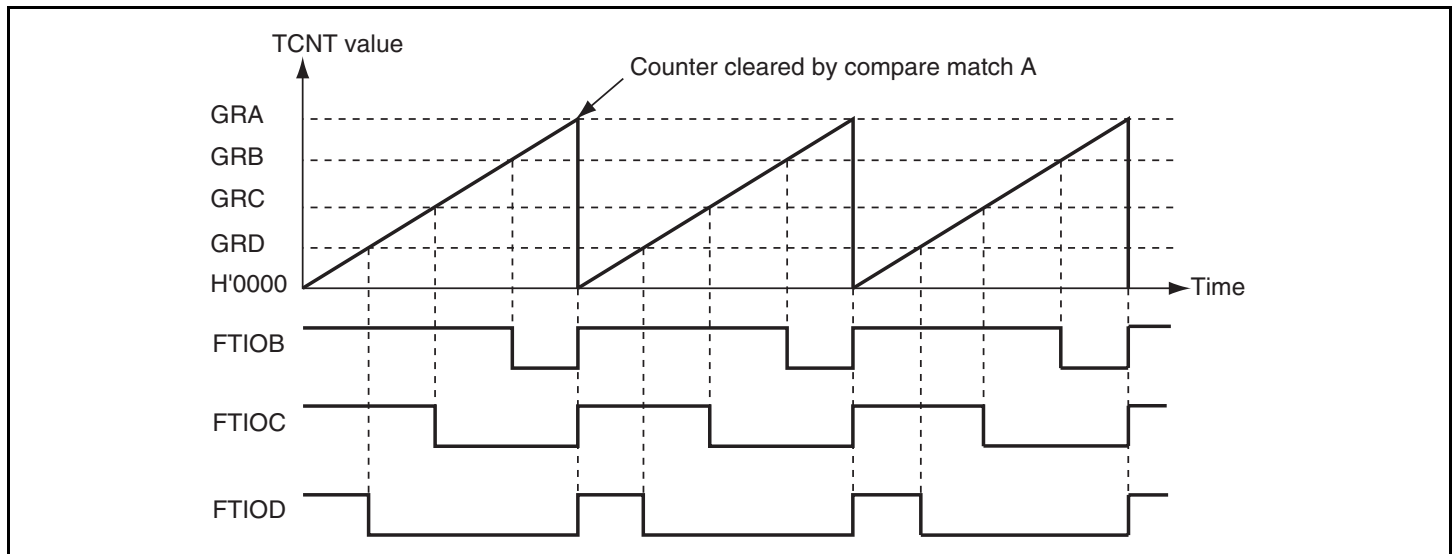 TCNT value
Counter cleared by compare match A
GRA
GRB
GRC
GRD
H'0000
Time
FTIOB
FTIOC
FTIOD